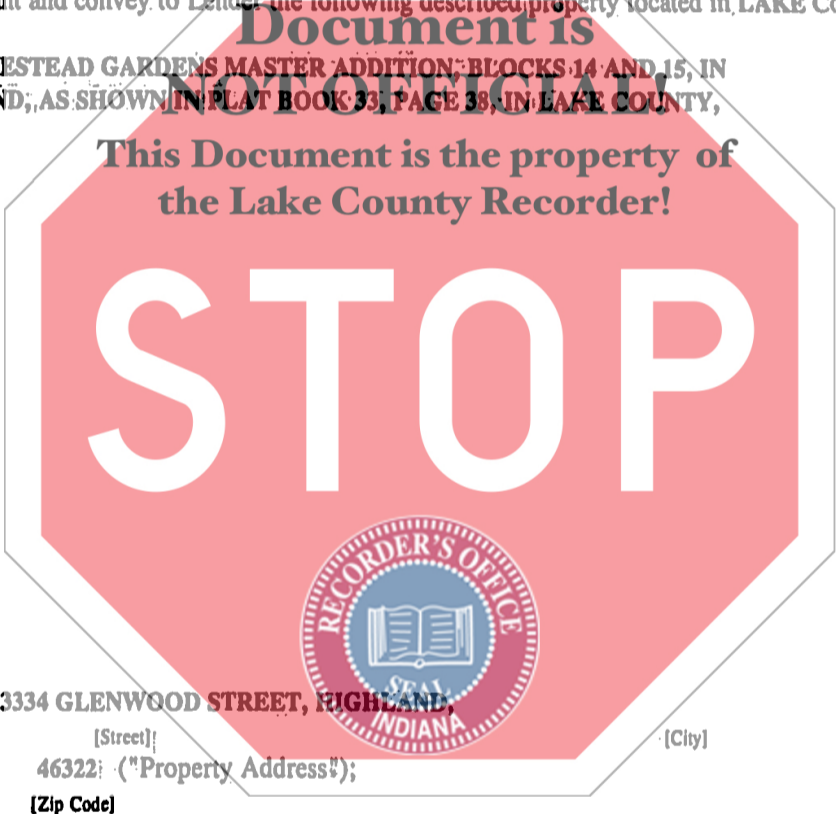 and convey to Lender the following described property located in LAKE
Document is
ESTEAD GARDENS MASTER ADDITION, BLOCKS 14 AND 15, IN
D, AS SHOWN IN PLAT BOOK 33, PAGE 38, IN LAKE COUNTY,
NOT OFFICIAL!
This Document is the property of
the Lake County Recorder!
STOP
RECORDER'S OFFICE
SEAL
INDIANA
3334 GLENWOOD STREET, HIGHLAND,
[Street] [City]
46322 ("Property Address");
[Zip Code]